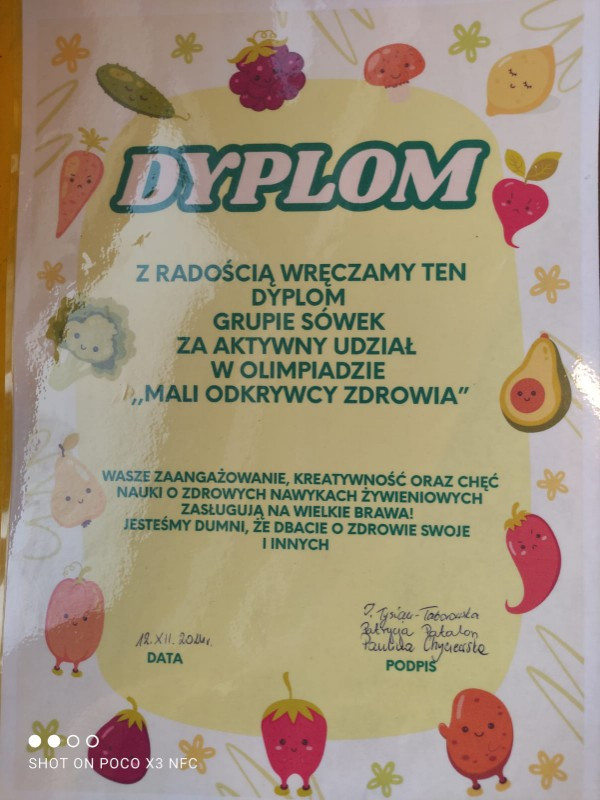 DYPLOM
Z RADOŚCIĄ WRĘCZAMY TEN
DYPLOM
GRUPIE SÓWEK
ZA AKTYWNY UDZIAŁ
W OLIMPIADZIE
,,MALI ODKRYWCY ZDROWIA”
WASZE ZAANGAŻOWANIE, KREATYWNOŚĆ ORAZ CHĘĆ
NAUKI O ZDROWYCH NAWYKACH ŻYWIENIOWYCH
ZASŁUGUJĄ NA WIELKIE BRAWA!
JESTEŚMY DUMNI, ŻE DBACIE O ZDROWIE SWOJE
I INNYCH
12.XII.2024r.
DATA
Patrycja
Paulina
PODPIS
SHOT ON POCO X3 NFC